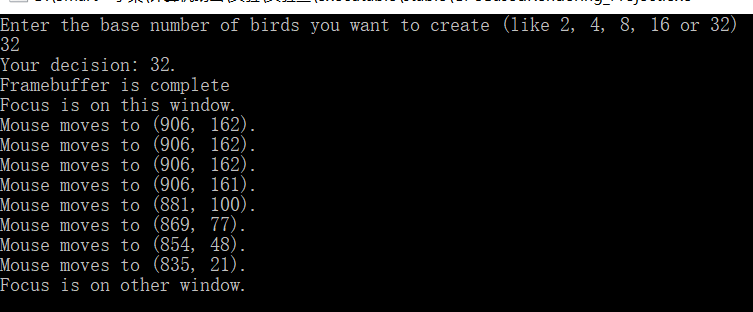 Enter the base number of birds you want to create (like 2, 4, 8, 16 or 32)
32
Your decision: 32.
Framebuffer is complete
Focus is on this window.
Mouse moves to (906, 162).
Mouse moves to (906, 162).
Mouse moves to (906, 162).
Mouse moves to (906, 161).
Mouse moves to (881, 100).
Mouse moves to (869, 77).
Mouse moves to (854, 48).
Mouse moves to (835, 21).
Focus is on other window.